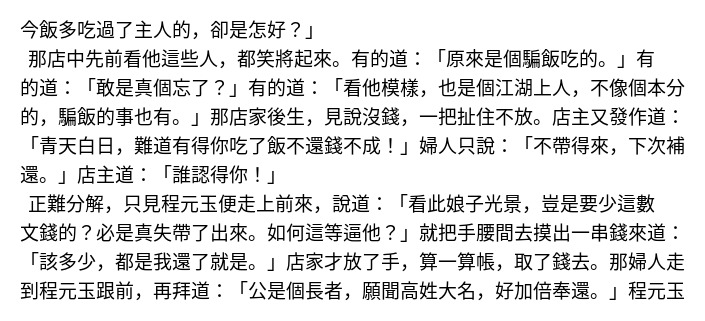 今飯多吃過了主人的，卻是怎好？」
那店中先前看他這些人，都笑將起來。有的道：「原來是個騙飯吃的。」有
的道：「敢是真個忘了？」有的道：「看他模樣，也是個江湖上人，不像個本分
的，騙飯的事也有。」那店家後生，見說沒錢，一把扯住不放。店主又發作道：
「青天白日，難道有得你吃了飯不還錢不成！」婦人只說：「不帶得來，下次補
還。」店主道：「誰認得你！」
正難分解，只見程元玉便走上前來，說道：「看此娘子光景，豈是要少這數
文錢的？必是真失帶了出來。如何這等逼他？」就把手腰間去摸出一串錢來道：
「該多少，都是我還了就是。」店家才放了手，算一算帳，取了錢去。那婦人走
到程元玉跟前，再拜道：「公是個長者，願聞高姓大名，好加倍奉還。」程元玉